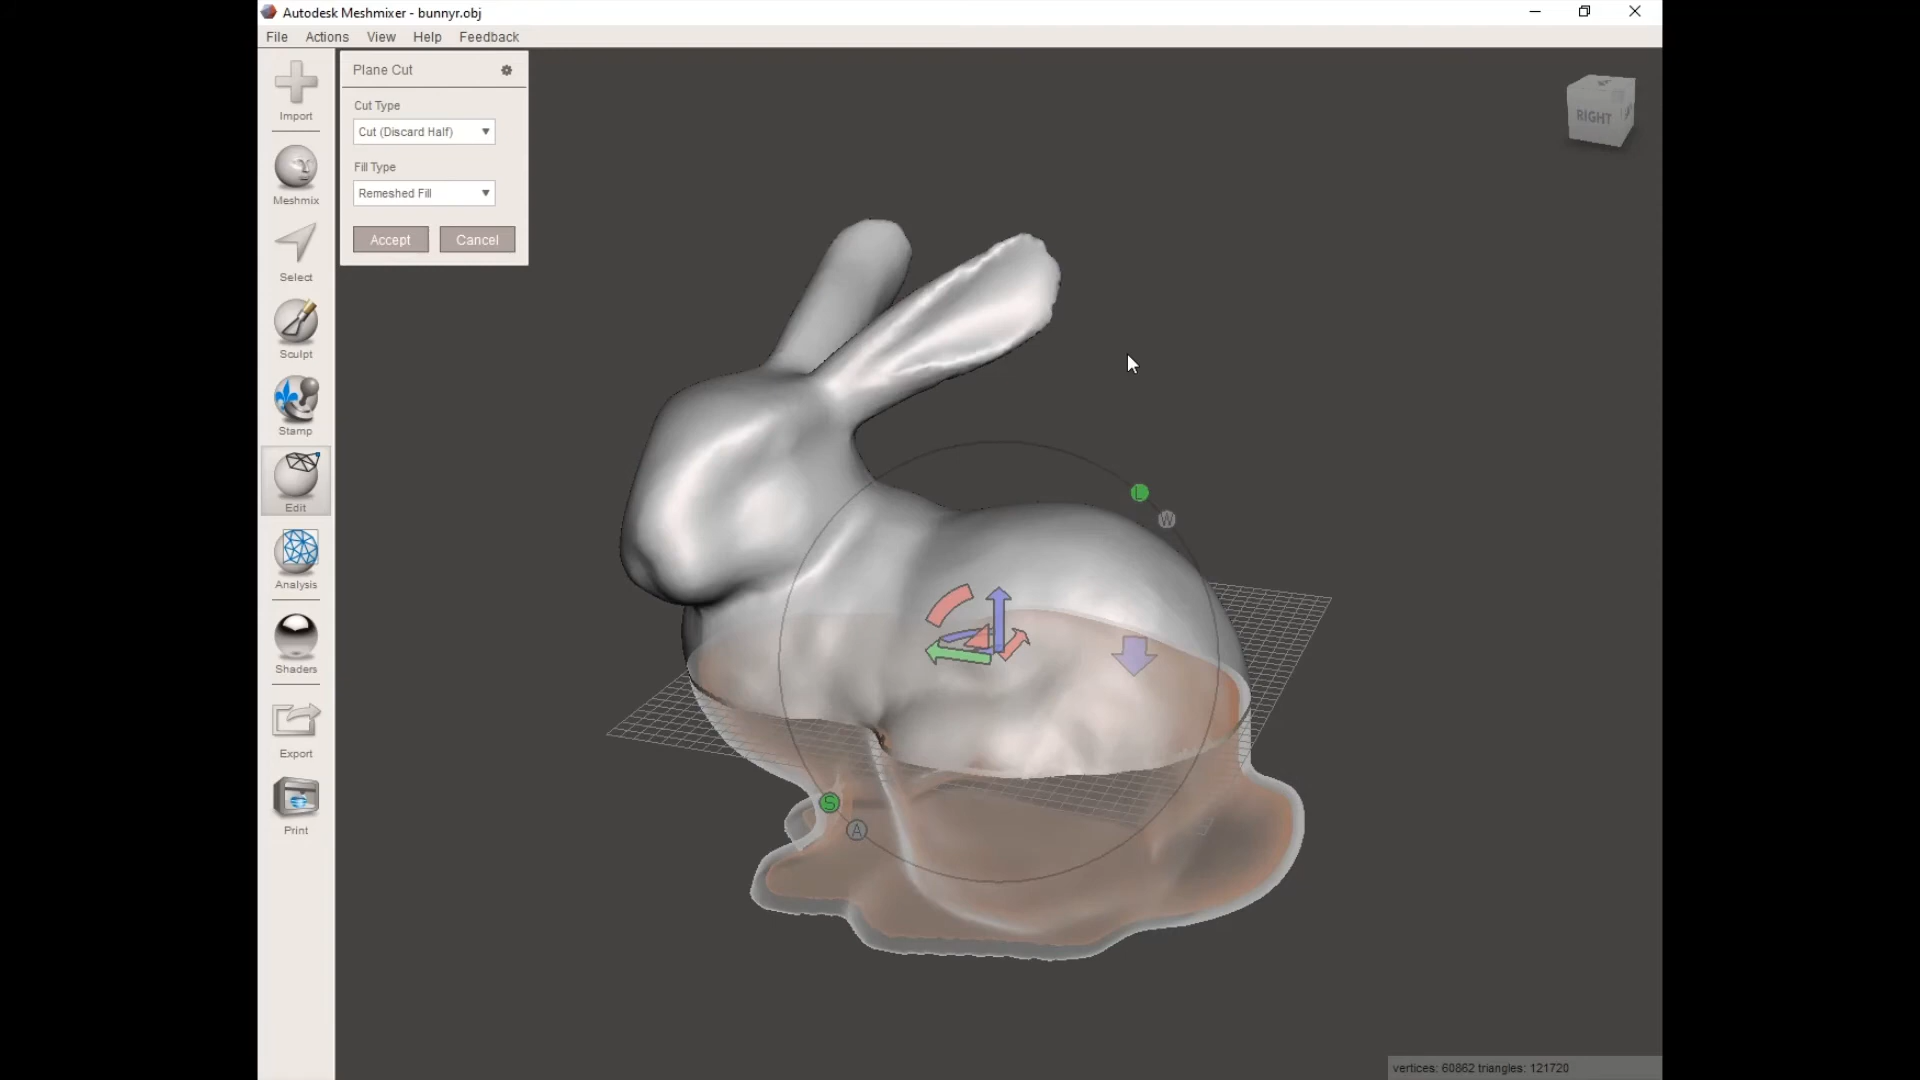 Autodesk Meshmixer - bunnyr.obj
File Actions View Help Feedback
Import
Meshmix
Select
Sculpt
Stamp
Edit
Analysis
Shaders
Export
Print
Plane Cut
Cut Type
Cut (Discard Half)
Fill Type
Remeshed Fill
Accept Cancel
RIGHT
L
W
S
A
vertices: 60862 triangles: 121720